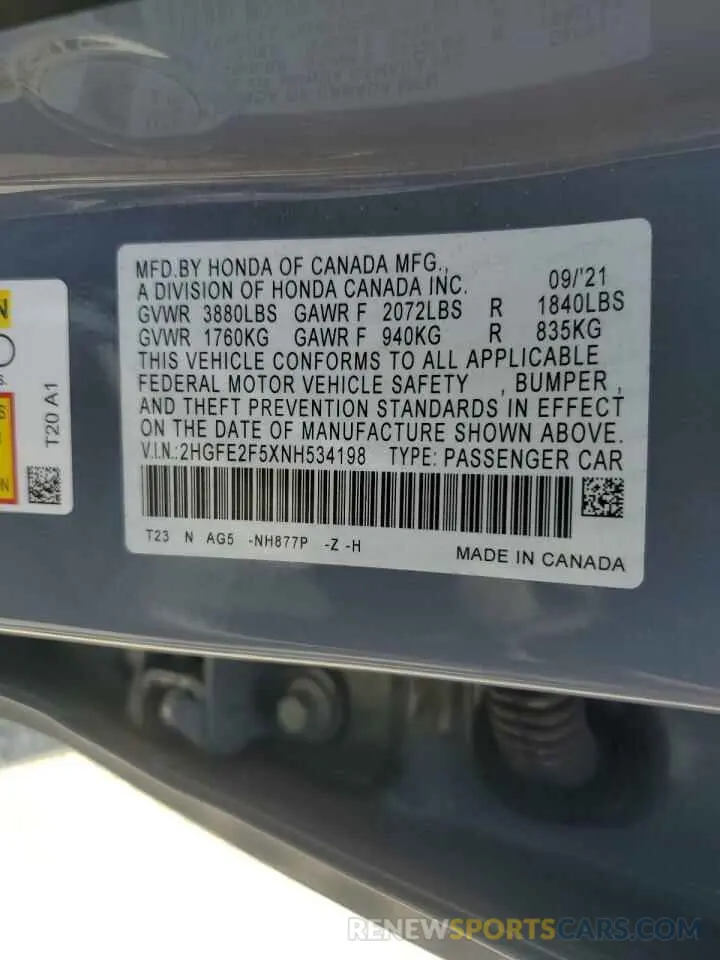 MFD.BY HONDA OF CANADA MFG.,
A DIVISION OF HONDA CANADA INC. 09/'21
GVWR 3880LBS GAWR F 2072LBS R 1840LBS
GVWR 1760KG GAWR F 940KG R 835KG
THIS VEHICLE CONFORMS TO ALL APPLICABLE
FEDERAL MOTOR VEHICLE SAFETY , BUMPER ,
AND THEFT PREVENTION STANDARDS IN EFFECT
ON THE DATE OF MANUFACTURE SHOWN ABOVE.
V.I.N.:2HGFE2F5XNH534198 TYPE: PASSENGER CAR
T23 N AG5 -NH877P -Z -H
MADE IN CANADA
T20 A1
RENEWSPORTSCARS.COM